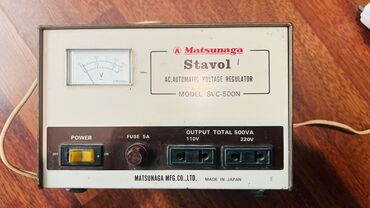 Matsunaga
Stavol
AC. AUTOMATIC VOLTAGE REGULATOR
MODEL SVC-500N
V
POWER
FUSE 5A
OUTPUT TOTAL 500VA
110V 220V
MATSUNAGA MFG. CO., LTD. MADE IN JAPAN